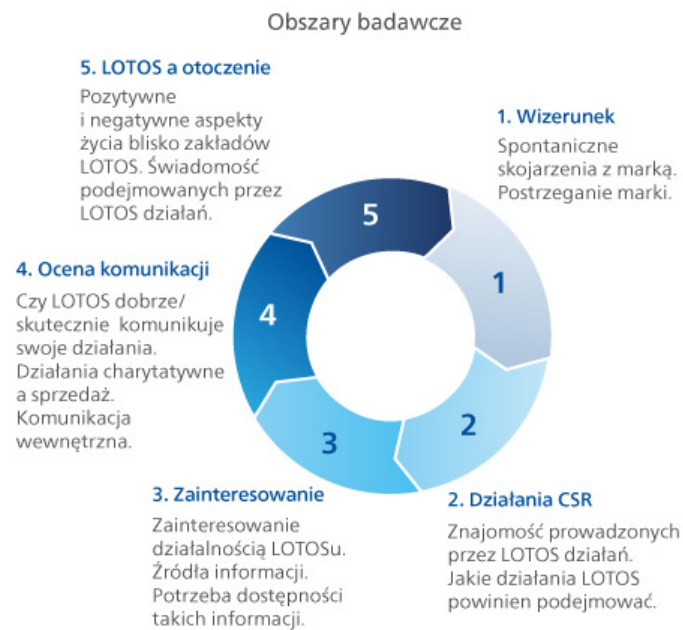 Obszary badawcze
1. Wizerunek
Spontaniczne
skojarzenia z marką.
Postrzeganie marki.
2. Działania CSR
Znajomość prowadzonych
przez LOTOS działań.
Jakie działania LOTOS
powinien podejmować.
3. Zainteresowanie
Zainteresowanie
działalnością LOTOSu.
Źródła informacji.
Potrzeba dostępności
takich informacji.
4. Ocena komunikacji
Czy LOTOS dobrze/
skutecznie komunikuje
swoje działania.
Działania charytatywne
a sprzedaż.
Komunikacja
wewnętrzna.
5. LOTOS a otoczenie
Pozytywne
i negatywne aspekty
życia blisko zakładów
LOTOS. Świadomość
podejmowanych przez
LOTOS działań.
1
2
3
4
5